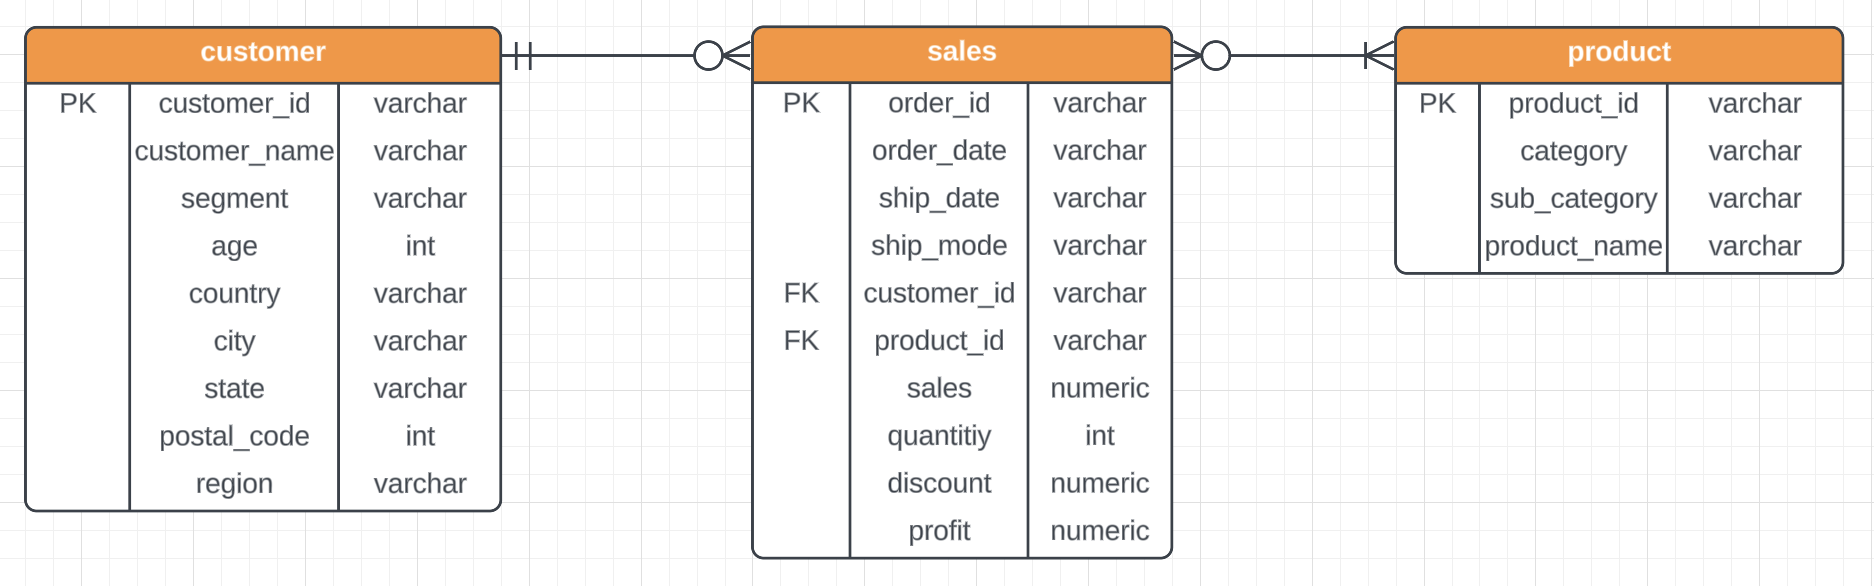 customer
PK customer_id varchar
customer_name varchar
segment varchar
age int
country varchar
city varchar
state varchar
postal_code int
region varchar
sales
PK order_id varchar
order_date varchar
ship_date varchar
ship_mode varchar
FK customer_id varchar
FK product_id varchar
sales numeric
quantitiy int
discount numeric
profit numeric
product
PK product_id varchar
category varchar
sub_category varchar
product_name varchar